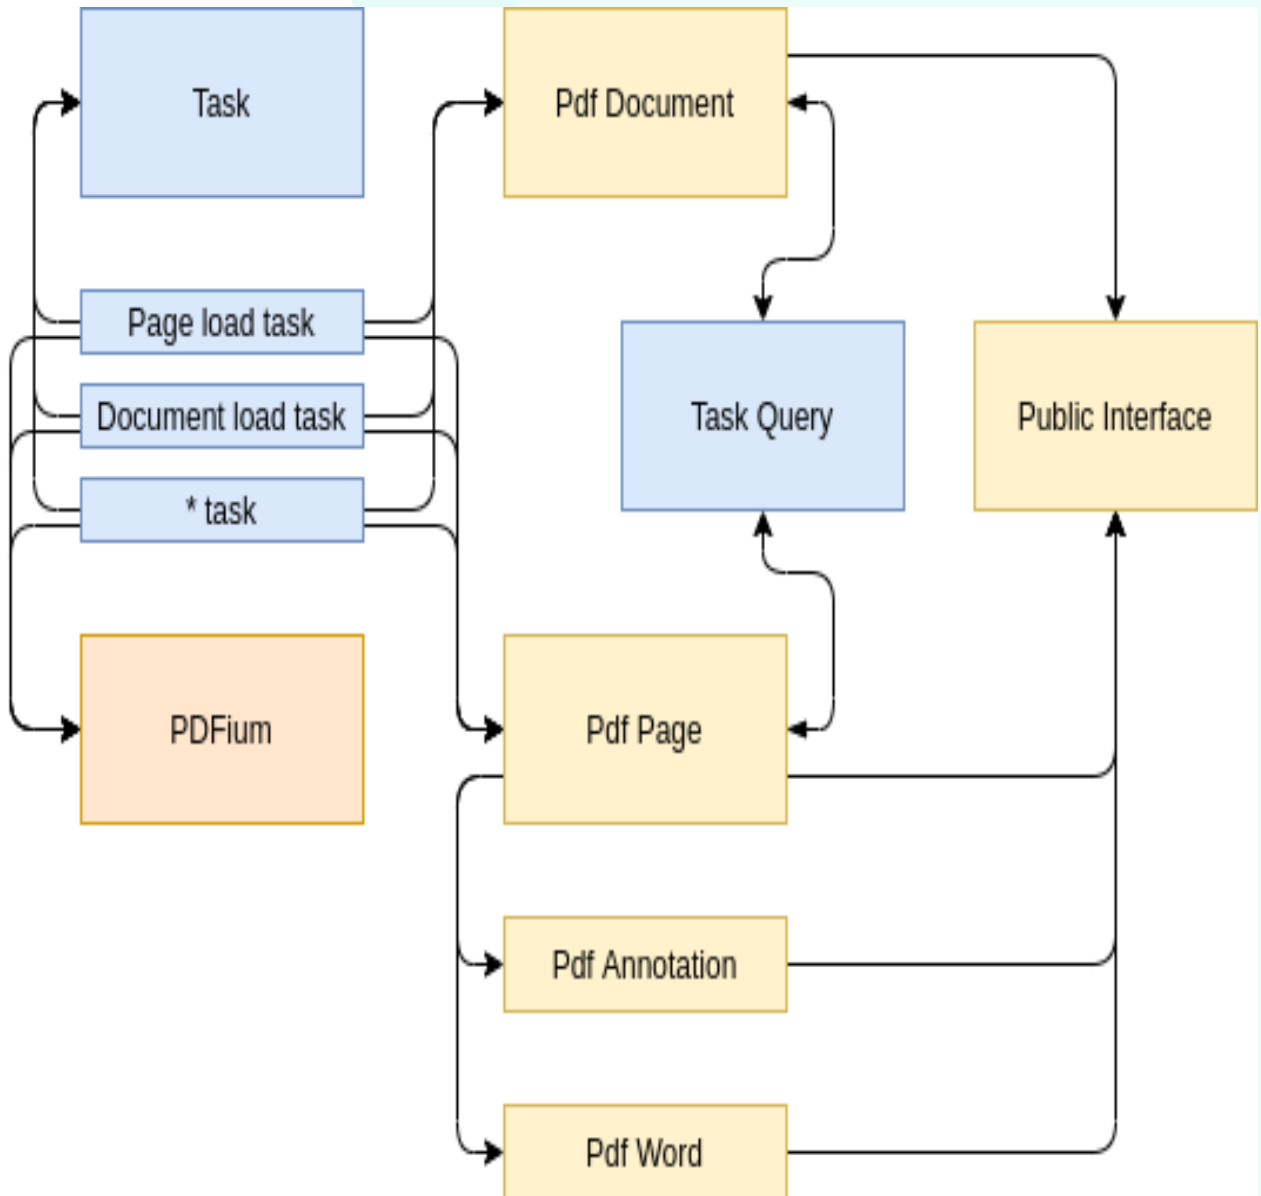 Task
Pdf Document
Page load task
Document load task
* task
Task Query
Public Interface
PDFium
Pdf Page
Pdf Annotation
Pdf Word